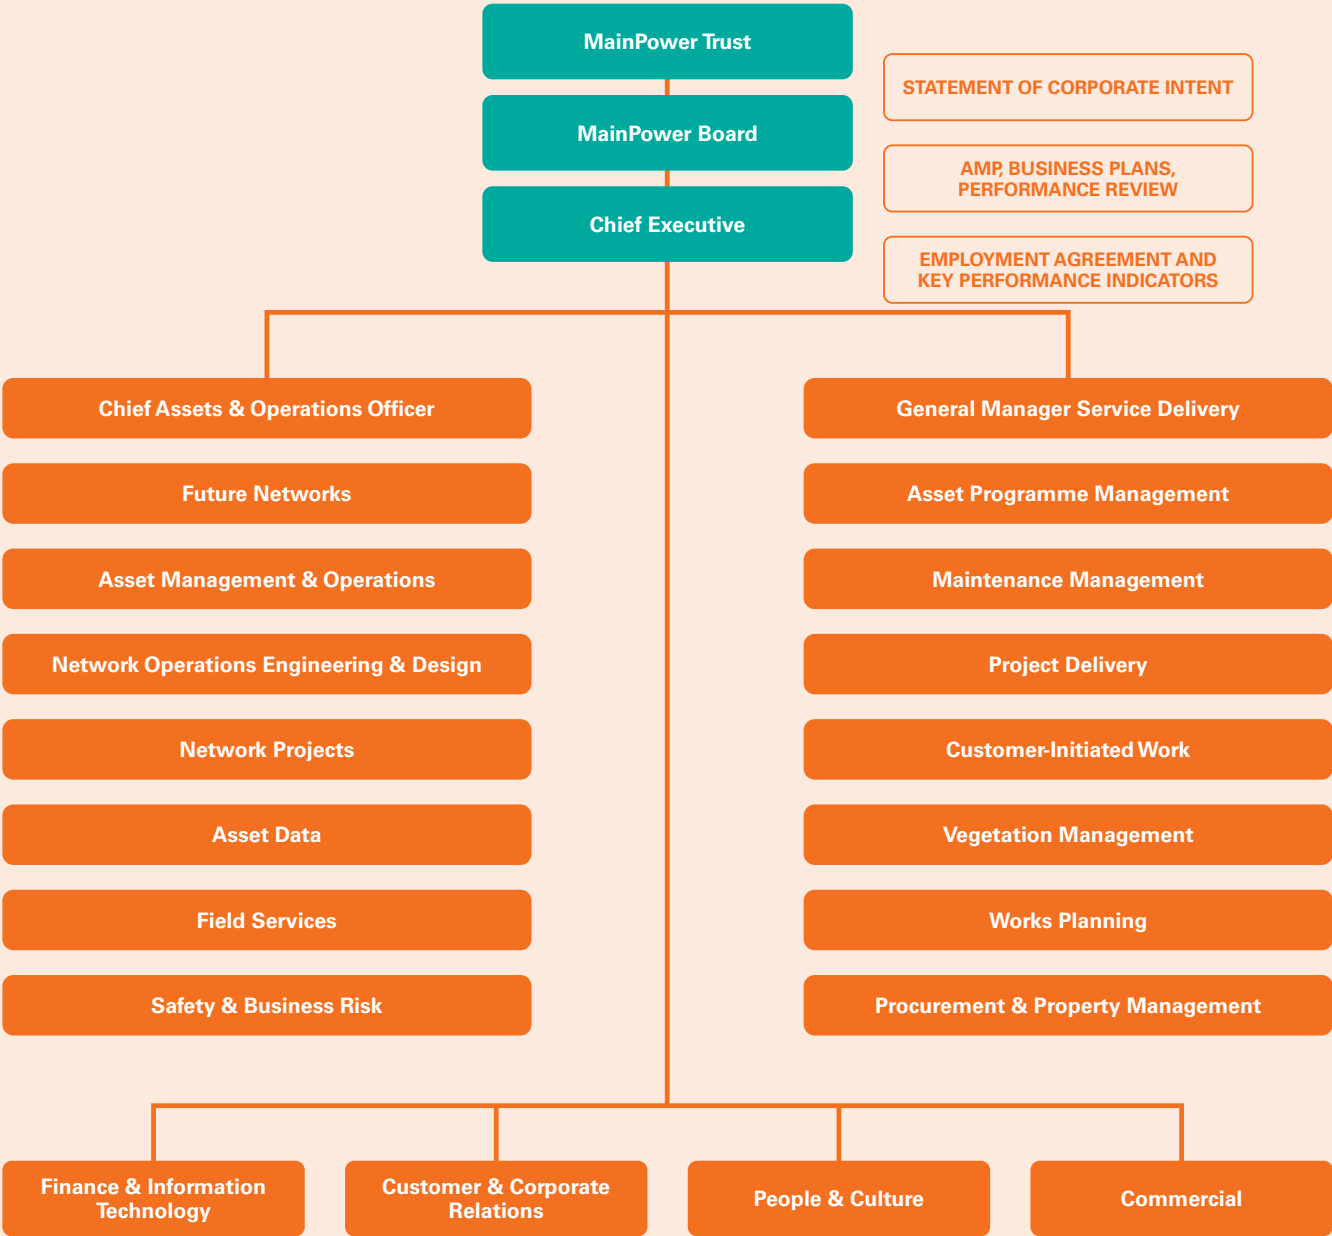 MainPower Trust
MainPower Board
Chief Executive
STATEMENT OF CORPORATE INTENT
AMP, BUSINESS PLANS,
PERFORMANCE REVIEW
EMPLOYMENT AGREEMENT AND
KEY PERFORMANCE INDICATORS
Chief Assets & Operations Officer
Future Networks
Asset Management & Operations
Network Operations Engineering & Design
Network Projects
Asset Data
Field Services
Safety & Business Risk
General Manager Service Delivery
Asset Programme Management
Maintenance Management
Project Delivery
Customer-Initiated Work
Vegetation Management
Works Planning
Procurement & Property Management
Finance & Information
Technology
Customer & Corporate
Relations
People & Culture
Commercial